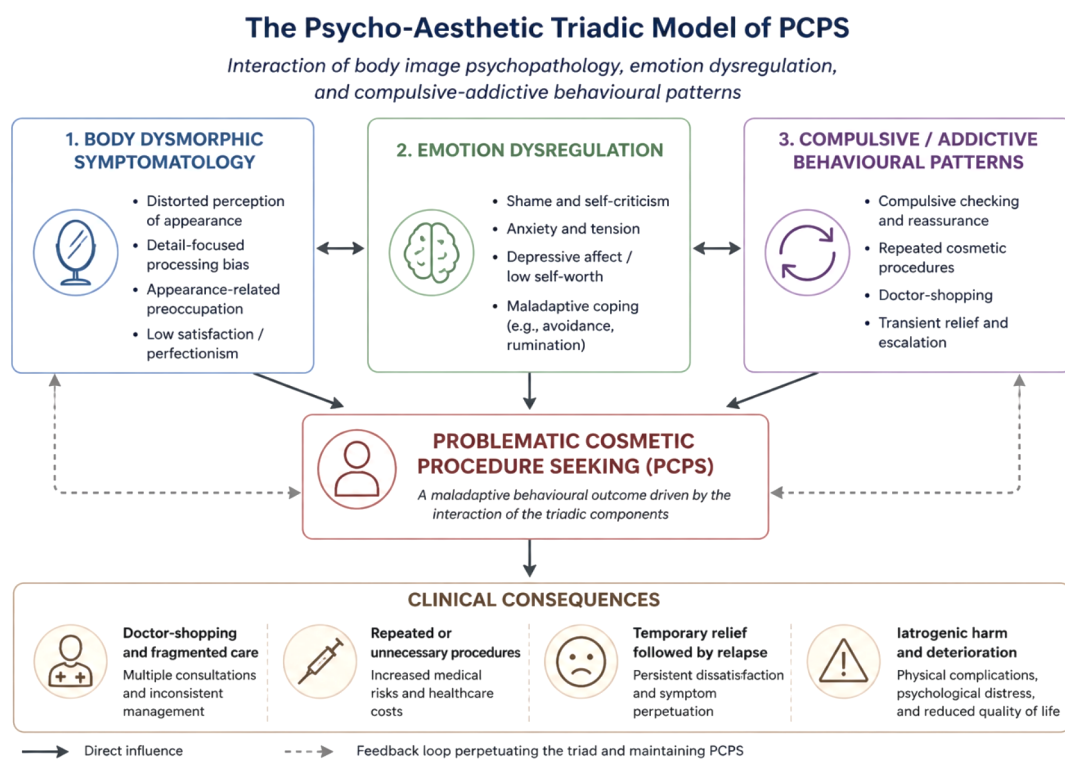 The Psycho-Aesthetic Triadic Model of PCPS
Interaction of body image psychopathology, emotion dysregulation,
and compulsive-addictive behavioural patterns
1. BODY DYSMORPHIC
SYMPTOMATOLOGY
• Distorted perception
of appearance
• Detail-focused
processing bias
• Appearance-related
preoccupation
• Low satisfaction /
perfectionism
2. EMOTION DYSREGULATION
• Shame and self-criticism
• Anxiety and tension
• Depressive affect /
low self-worth
• Maladaptive coping
(e.g., avoidance,
rumination)
3. COMPULSIVE / ADDICTIVE
BEHAVIOURAL PATTERNS
• Compulsive checking
and reassurance
• Repeated cosmetic
procedures
• Doctor-shopping
• Transient relief and
escalation
PROBLEMATIC COSMETIC
PROCEDURE SEEKING (PCPS)
A maladaptive behavioural outcome driven by the
interaction of the triadic components
CLINICAL CONSEQUENCES
Doctor-shopping
and fragmented care
Multiple consultations
and inconsistent
management
Repeated or
unnecessary procedures
Increased medical
risks and healthcare
costs
Temporary relief
followed by relapse
Persistent dissatisfaction
and symptom
perpetuation
Iatrogenic harm
and deterioration
Physical complications,
psychological distress,
and reduced quality of life
Direct influence
Feedback loop perpetuating the triad and maintaining PCPS